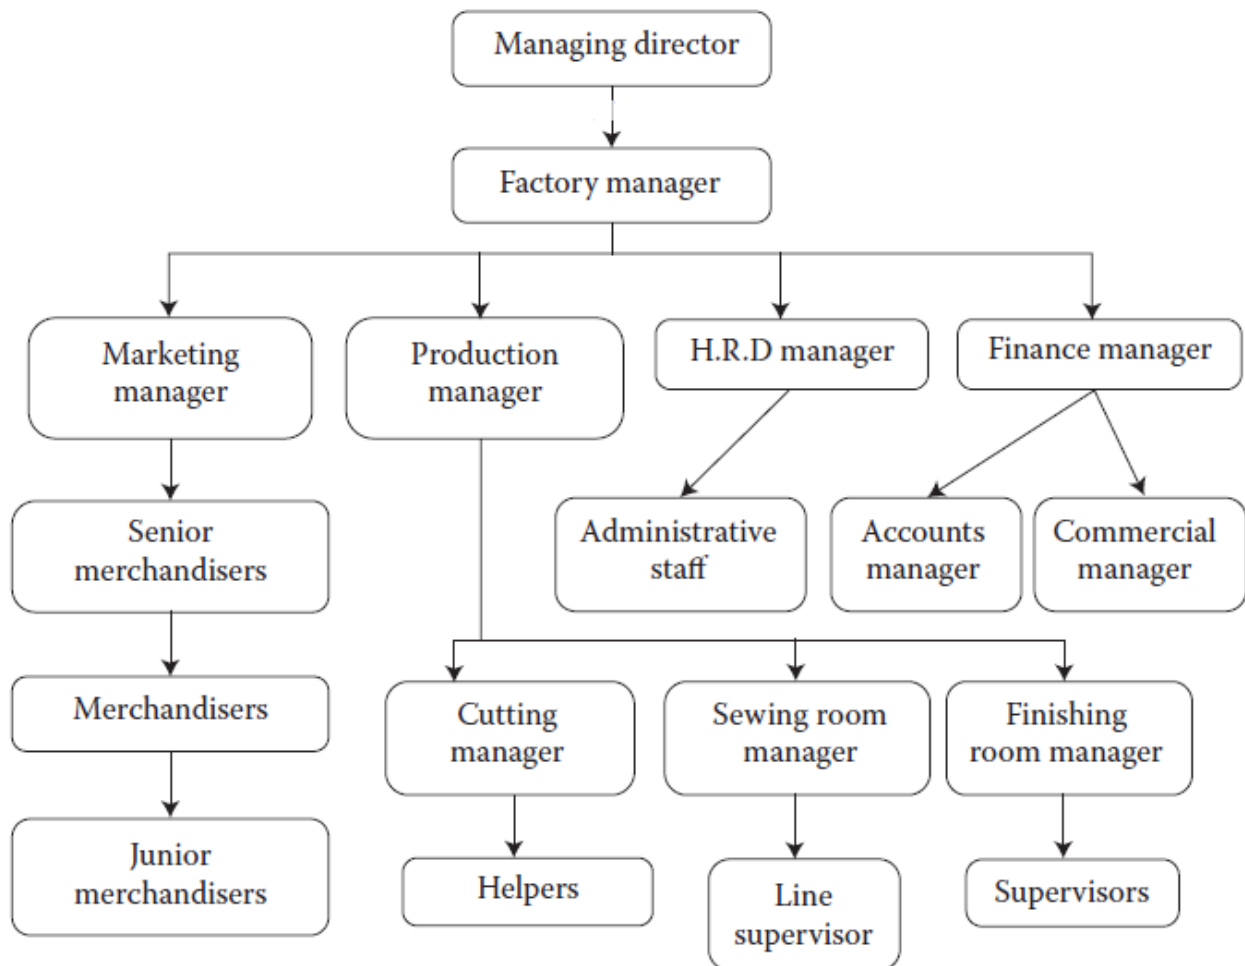 Managing director
Factory manager
Marketing
manager
Production
manager
H.R.D manager
Finance manager
Senior
merchandisers
Administrative
staff
Accounts
manager
Commercial
manager
Merchandisers
Cutting
manager
Sewing room
manager
Finishing
room manager
Junior
merchandisers
Helpers
Line
supervisor
Supervisors